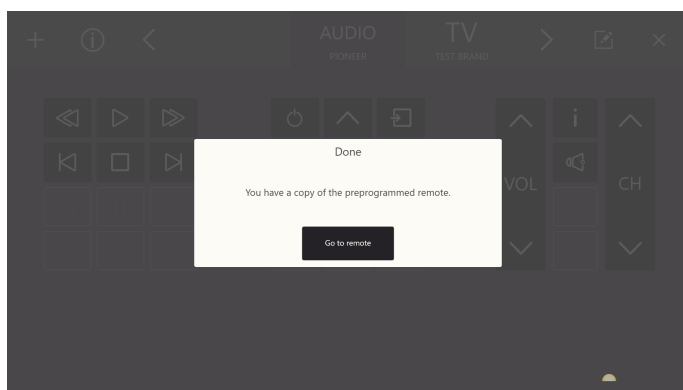 AUDIO
PIONEER
TV
TEST BRAND
VOL
CH
Done
You have a copy of the preprogrammed remote.
Go to remote